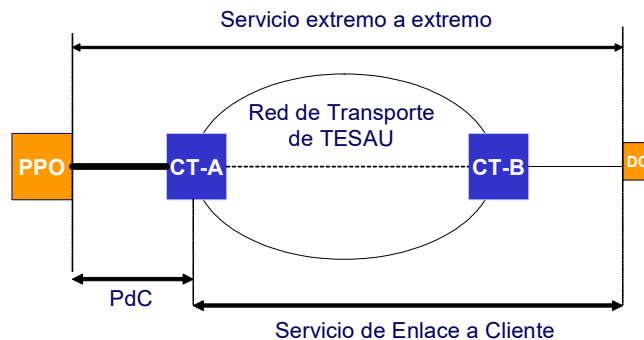 Servicio extremo a extremo
Red de Transporte
de TESAU
PPO
CT-A
CT-B
PdC
Servicio de Enlace a Cliente